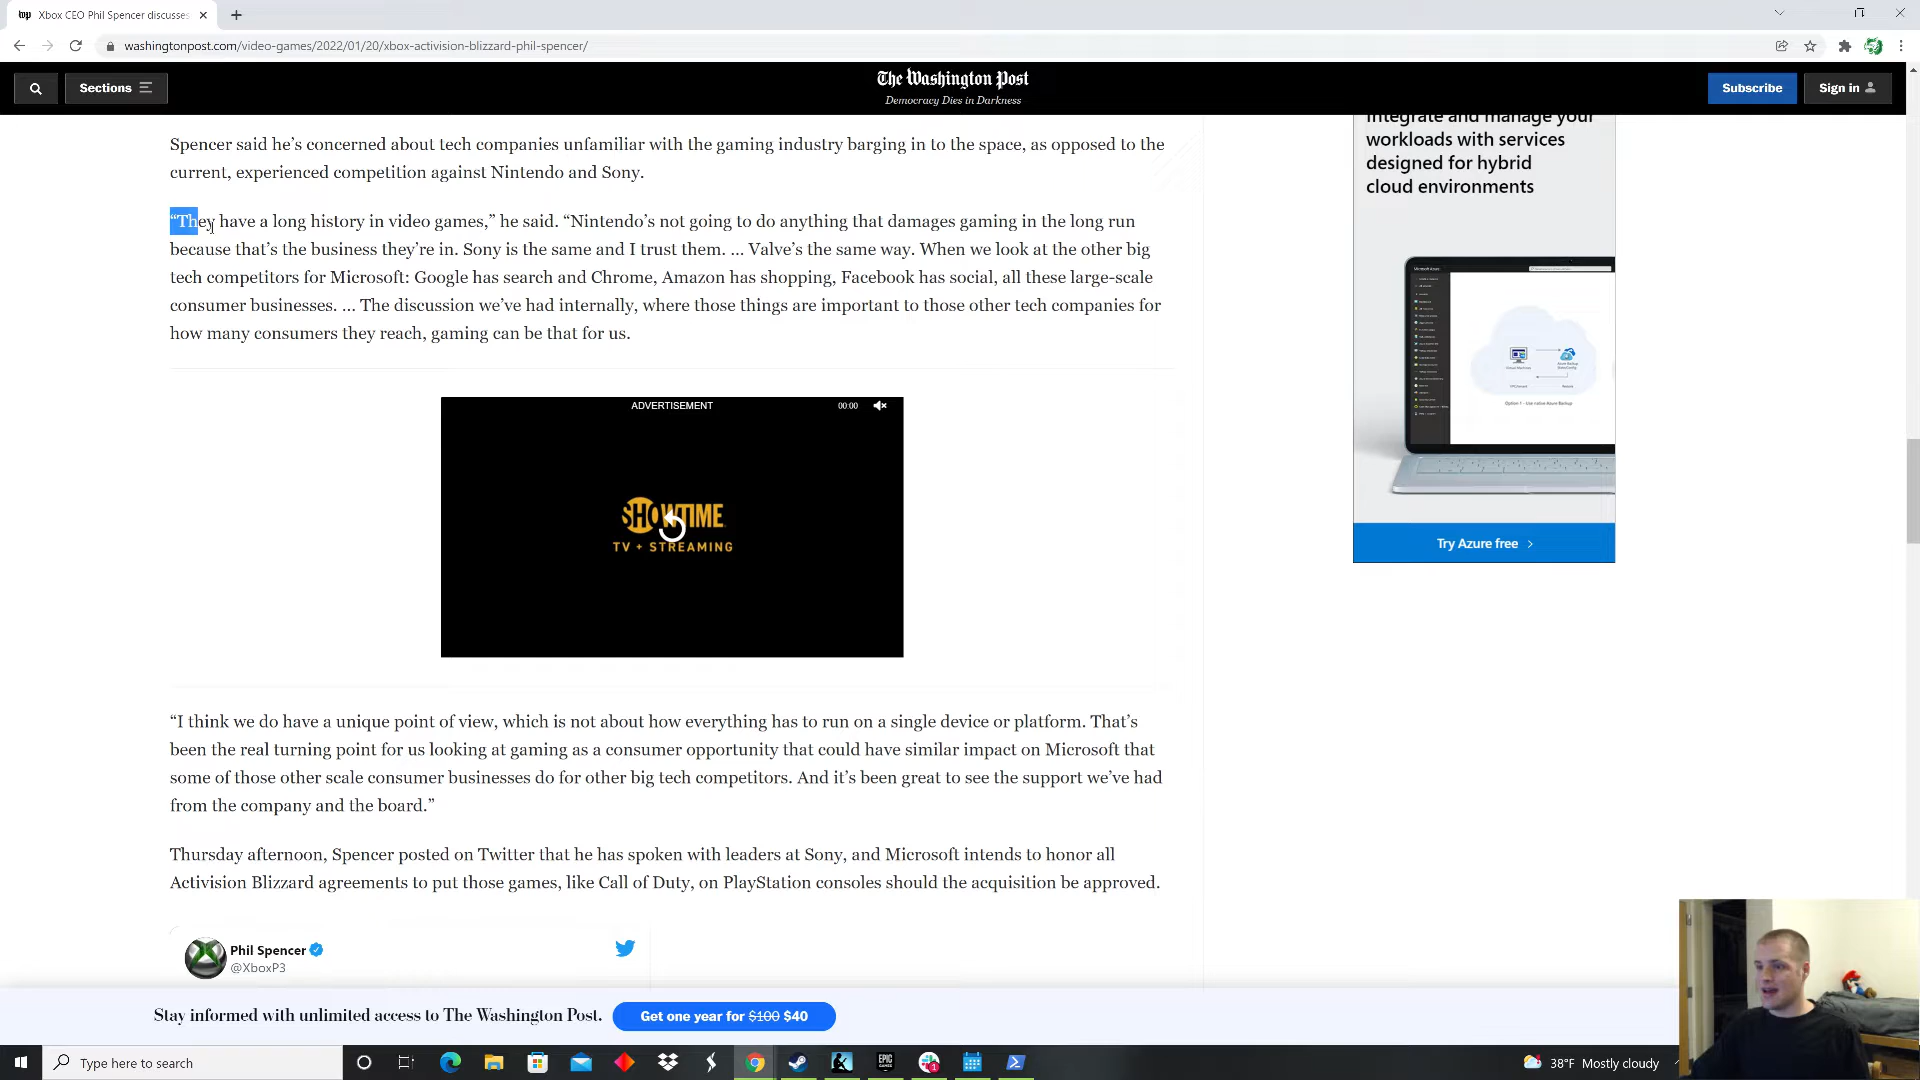 Xbox CEO Phil Spencer discusses
washingtonpost.com/video-games/2022/01/20/xbox-activision-blizzard-phil-spencer/
Sections
The Washington Post
Democracy Dies in Darkness
Subscribe
Sign in
Spencer said he's concerned about tech companies unfamiliar with the gaming industry barging in to the space, as opposed to the
current, experienced competition against Nintendo and Sony.
“They have a long history in video games,” he said. “Nintendo’s not going to do anything that damages gaming in the long run
because that’s the business they’re in. Sony is the same and I trust them. … Valve’s the same way. When we look at the other big
tech competitors for Microsoft: Google has search and Chrome, Amazon has shopping, Facebook has social, all these large-scale
consumer businesses. … The discussion we’ve had internally, where those things are important to those other tech companies for
how many consumers they reach, gaming can be that for us.
integrate and manage your
workloads with services
designed for hybrid
cloud environments
Try Azure free
ADVERTISEMENT
00:00
SHOWTIME
TV + STREAMING
“I think we do have a unique point of view, which is not about how everything has to run on a single device or platform. That’s
been the real turning point for us looking at gaming as a consumer opportunity that could have similar impact on Microsoft that
some of those other scale consumer businesses do for other big tech competitors. And it’s been great to see the support we’ve had
from the company and the board.”
Thursday afternoon, Spencer posted on Twitter that he has spoken with leaders at Sony, and Microsoft intends to honor all
Activision Blizzard agreements to put those games, like Call of Duty, on PlayStation consoles should the acquisition be approved.
Phil Spencer
@XboxP3
Stay informed with unlimited access to The Washington Post.
Get one year for $100 $40
Type here to search
38°F Mostly cloudy